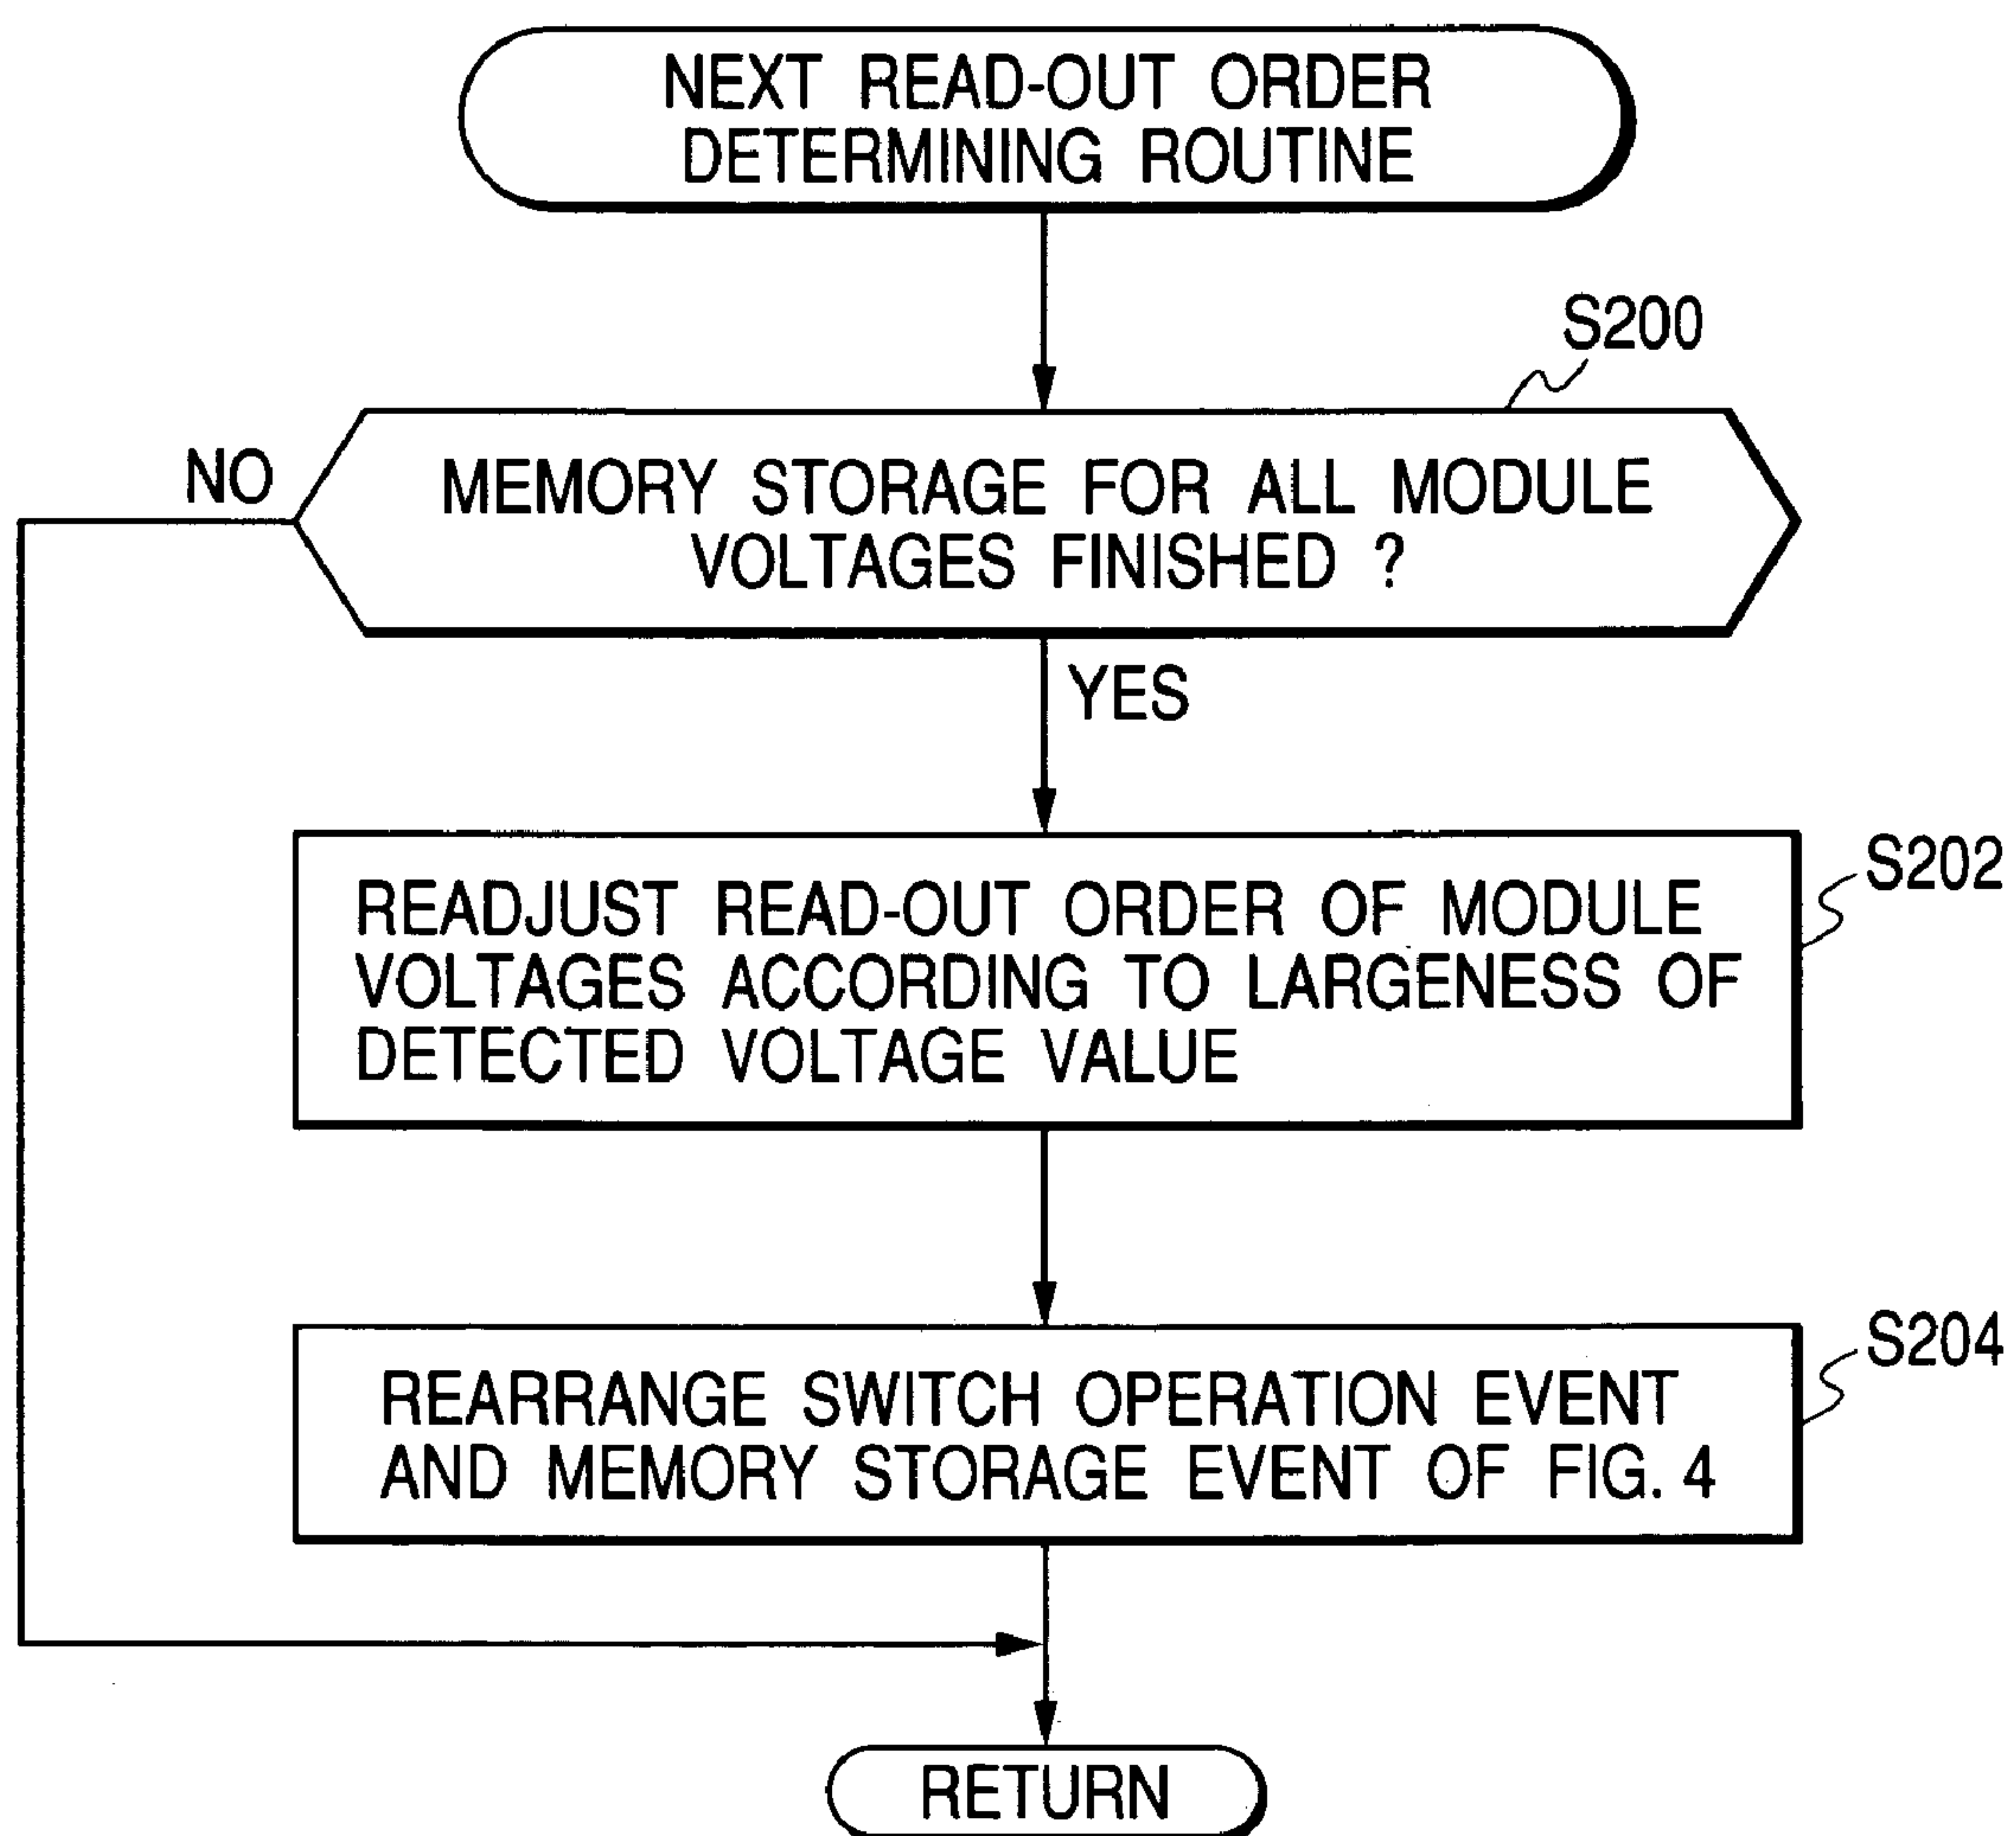 NEXT READ-OUT ORDER
DETERMINING ROUTINE
S200
NO
MEMORY STORAGE FOR ALL MODULE
VOLTAGES FINISHED ?
YES
S202
READJUST READ-OUT ORDER OF MODULE
VOLTAGES ACCORDING TO LARGENESS OF
DETECTED VOLTAGE VALUE
S204
REARRANGE SWITCH OPERATION EVENT
AND MEMORY STORAGE EVENT OF FIG. 4
RETURN